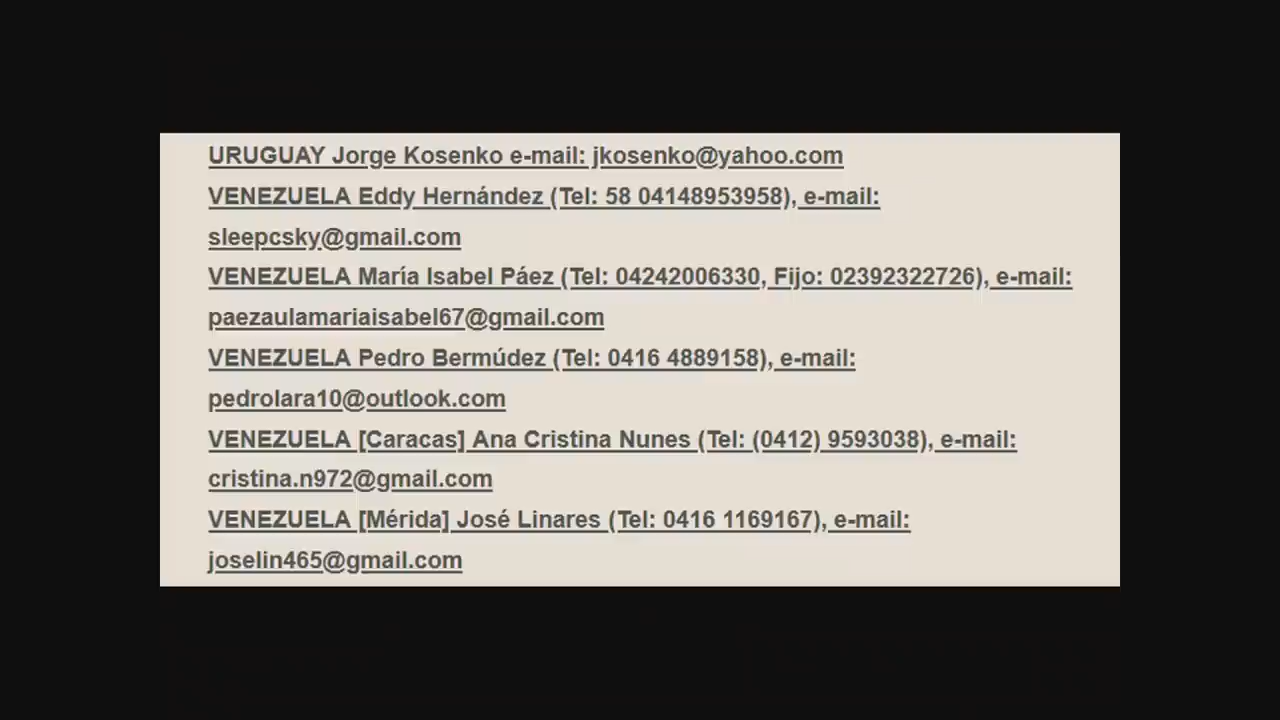 URUGUAY Jorge Kosenko e-mail: jkosenko@yahoo.com
VENEZUELA Eddy Hernández (Tel: 58 04148953958), e-mail:
sleepcsky@gmail.com
VENEZUELA María Isabel Páez (Tel: 04242006330, Fijo: 02392322726), e-mail:
paezaulamariaisabel67@gmail.com
VENEZUELA Pedro Bermúdez (Tel: 0416 4889158), e-mail:
pedrolara10@outlook.com
VENEZUELA [Caracas] Ana Cristina Nunes (Tel: (0412) 9593038), e-mail:
cristina.n972@gmail.com
VENEZUELA [Mérida] José Linares (Tel: 0416 1169167), e-mail:
joselin465@gmail.com